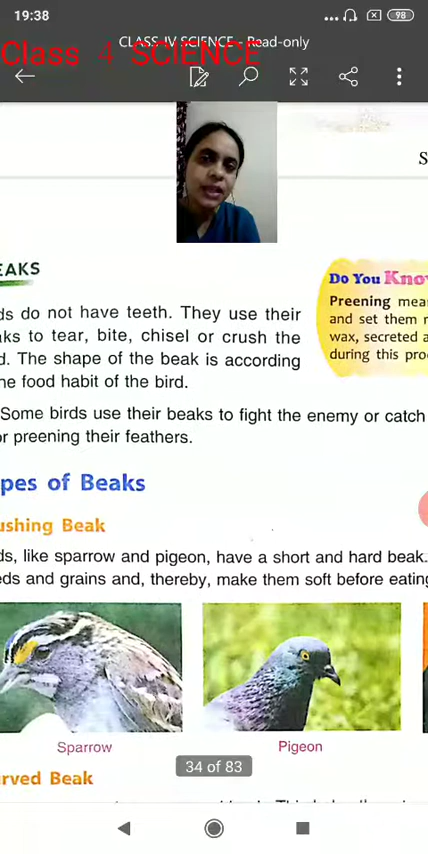 19:38
98
CLASS-IV SCIENCE - Read-only
Class 4 SCIENCE
S
EAKS
ds do not have teeth. They use their
aks to tear, bite, chisel or crush the
d. The shape of the beak is according
he food habit of the bird.
Some birds use their beaks to fight the enemy or catch
or preening their feathers.
Do You Kno
Preening mea
and set them
wax, secreted a
during this pro
pes of Beaks
ushing Beak
ds, like sparrow and pigeon, have a short and hard beak.
eds and grains and, thereby, make them soft before eating
Sparrow
Pigeon
34 of 83
urved Beak